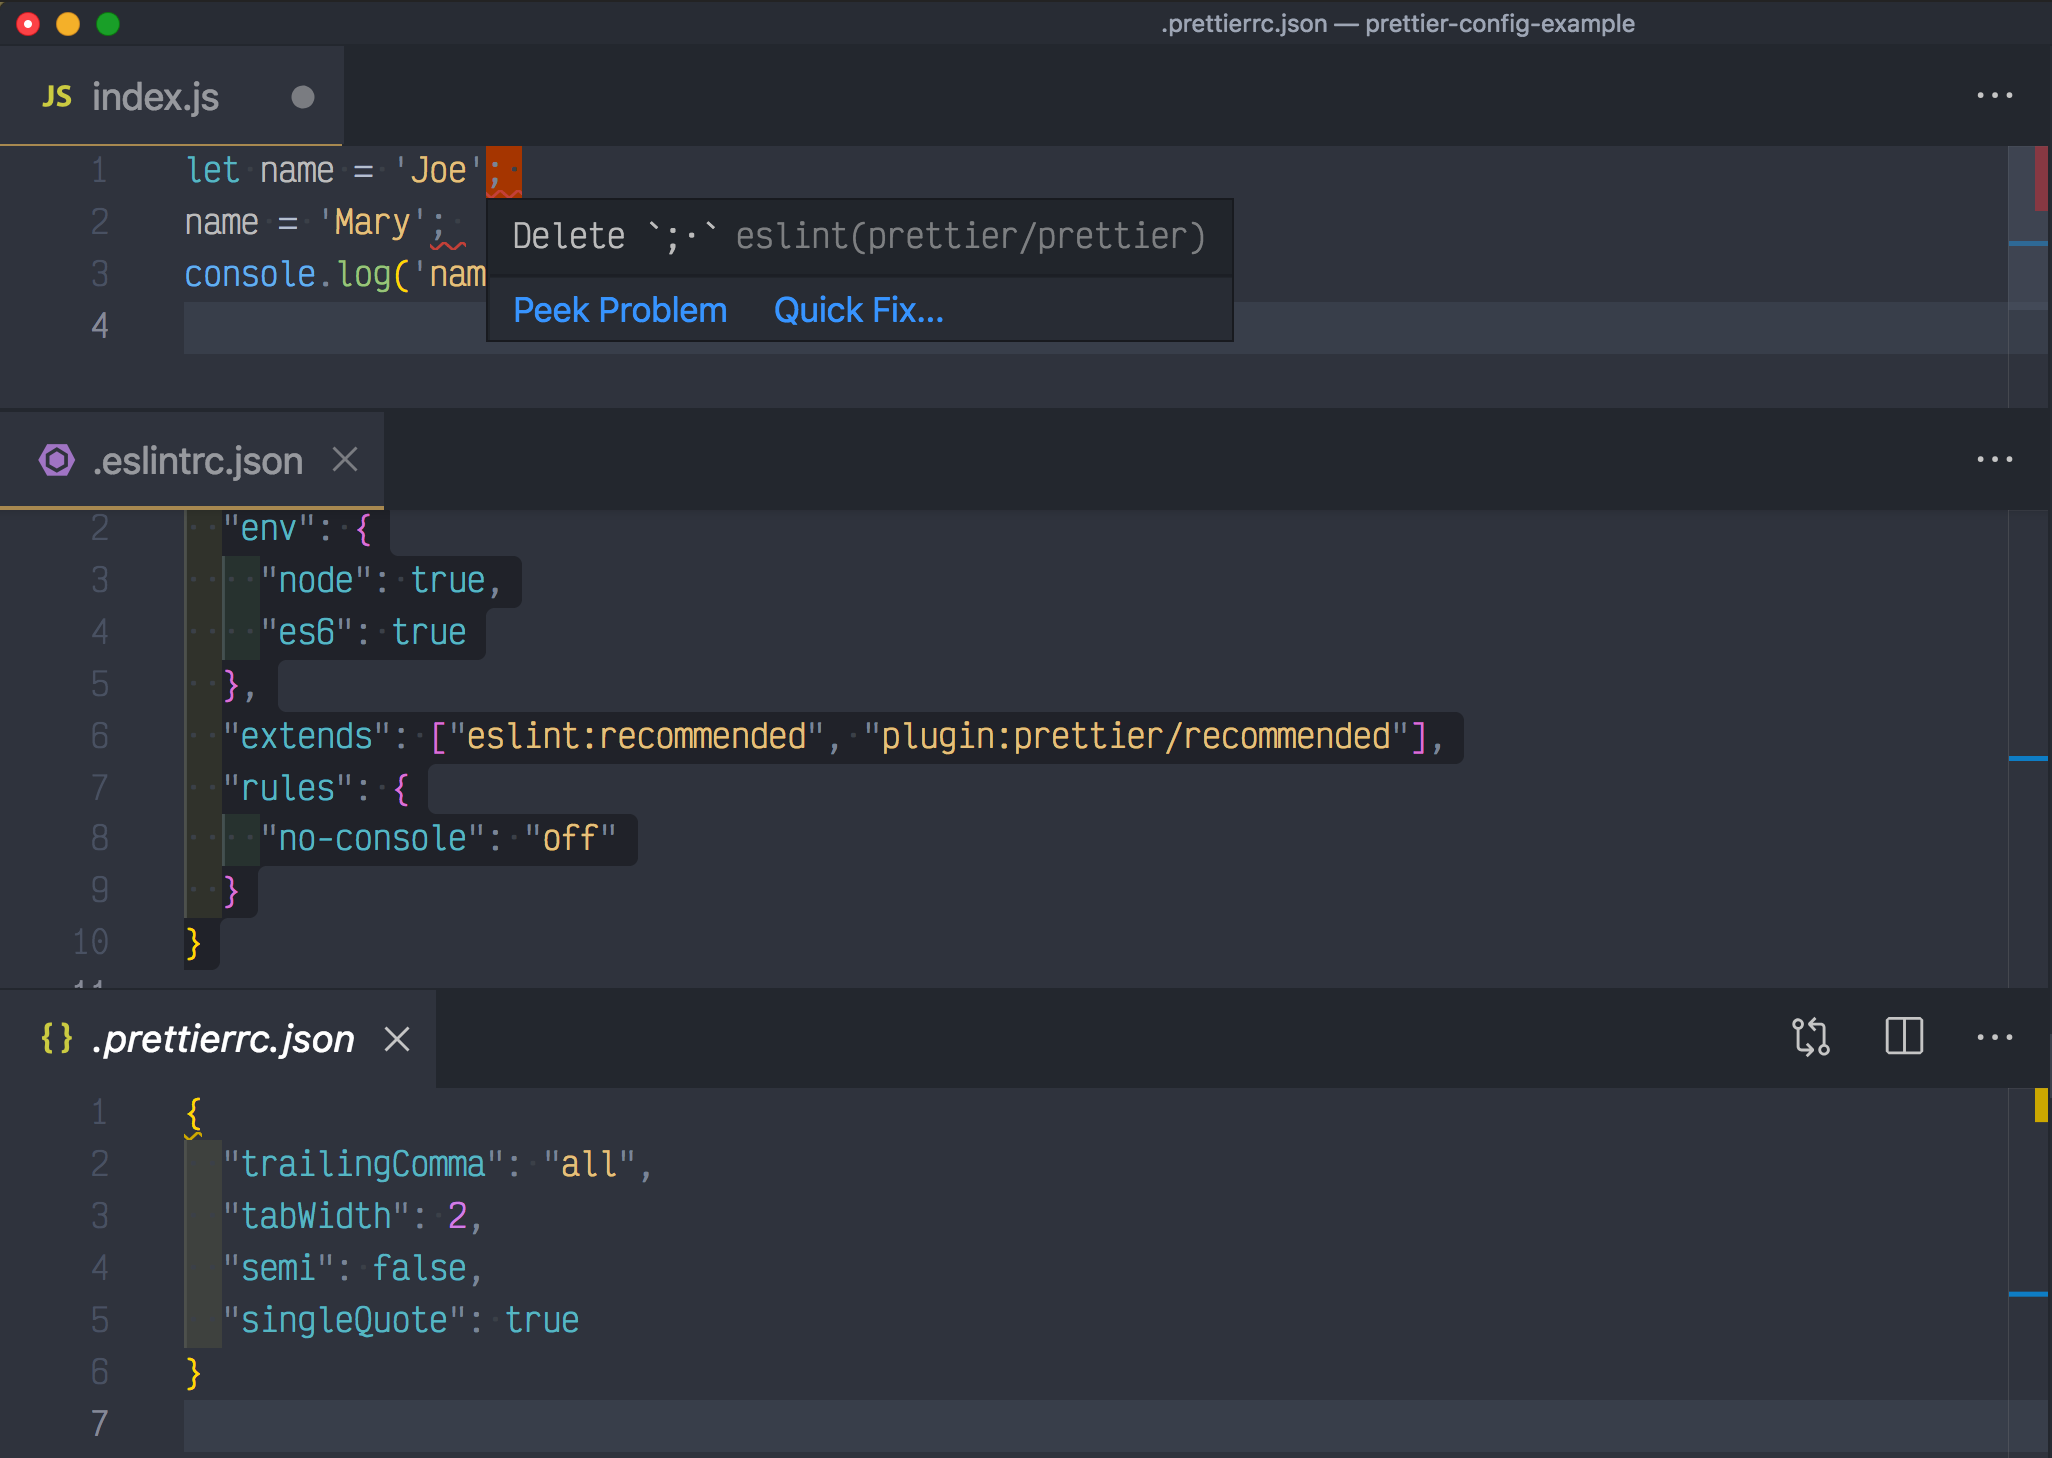 .prettierrc.json — prettier-config-example
JS index.js
1 let name = 'Joe';
2 name = 'Mary';
3 console.log('nam
4
Delete `;·` eslint(prettier/prettier)
Peek Problem Quick Fix...
.eslintrc.json
2 "env": {
3 "node": true,
4 "es6": true
5 },
6 "extends": ["eslint:recommended", "plugin:prettier/recommended"],
7 "rules": {
8 "no-console": "off"
9 }
10 }
11
{} .prettierrc.json
1 {
2 "trailingComma": "all",
3 "tabWidth": 2,
4 "semi": false,
5 "singleQuote": true
6 }
7